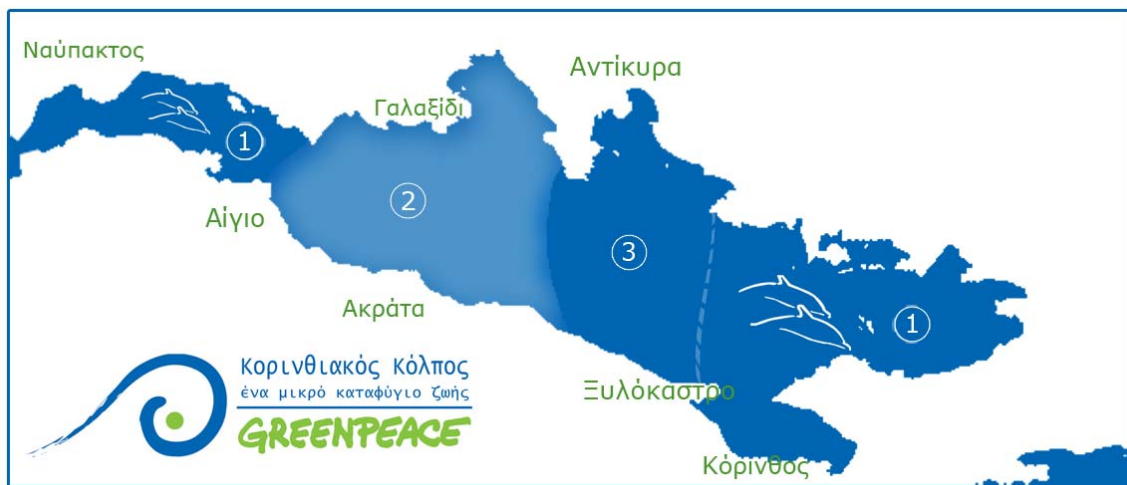 Ναύπακτος
Αντίκυρα
Γαλαξίδι
1
2
Αίγιο
3
Ακράτα
1
Κορινθιακός Κόλπος
ένα μικρό καταφύγιο ζωής
GREENPEACE
Ξυλόκαστρο
Κόρινθος